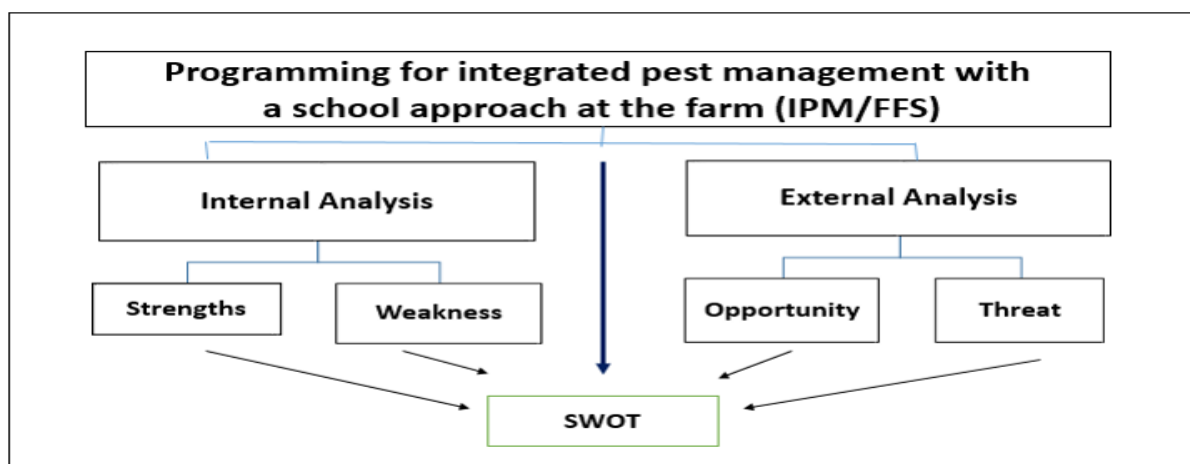 Programming for integrated pest management with
a school approach at the farm (IPM/FFS)
Internal Analysis
External Analysis
Strengths
Weakness
Opportunity
Threat
SWOT